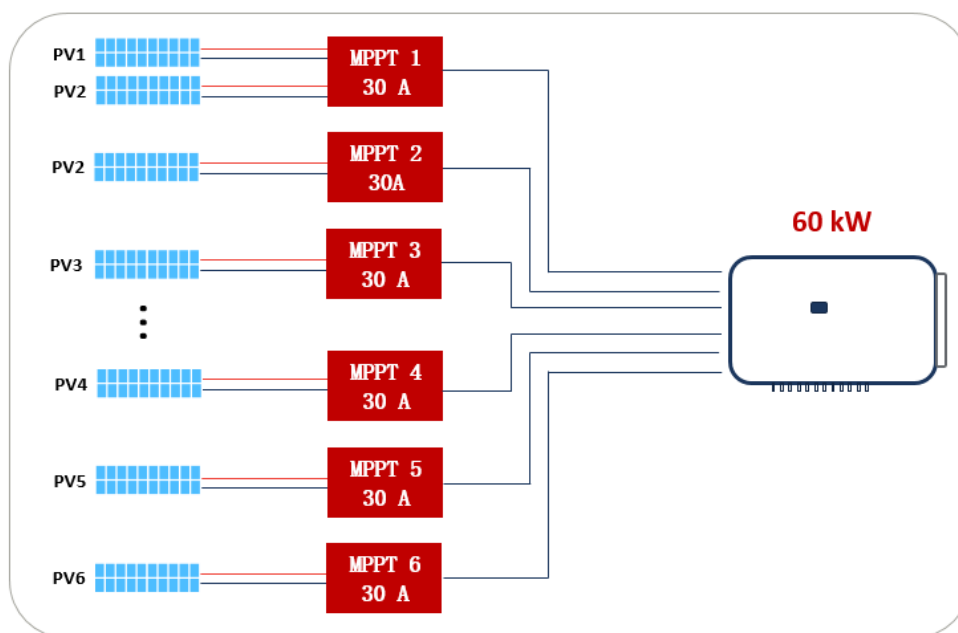 PV1
MPPT 1
30 A
PV2
PV2
MPPT 2
30A
60 kW
PV3
MPPT 3
30 A
PV4
MPPT 4
30 A
PV5
MPPT 5
30 A
PV6
MPPT 6
30 A